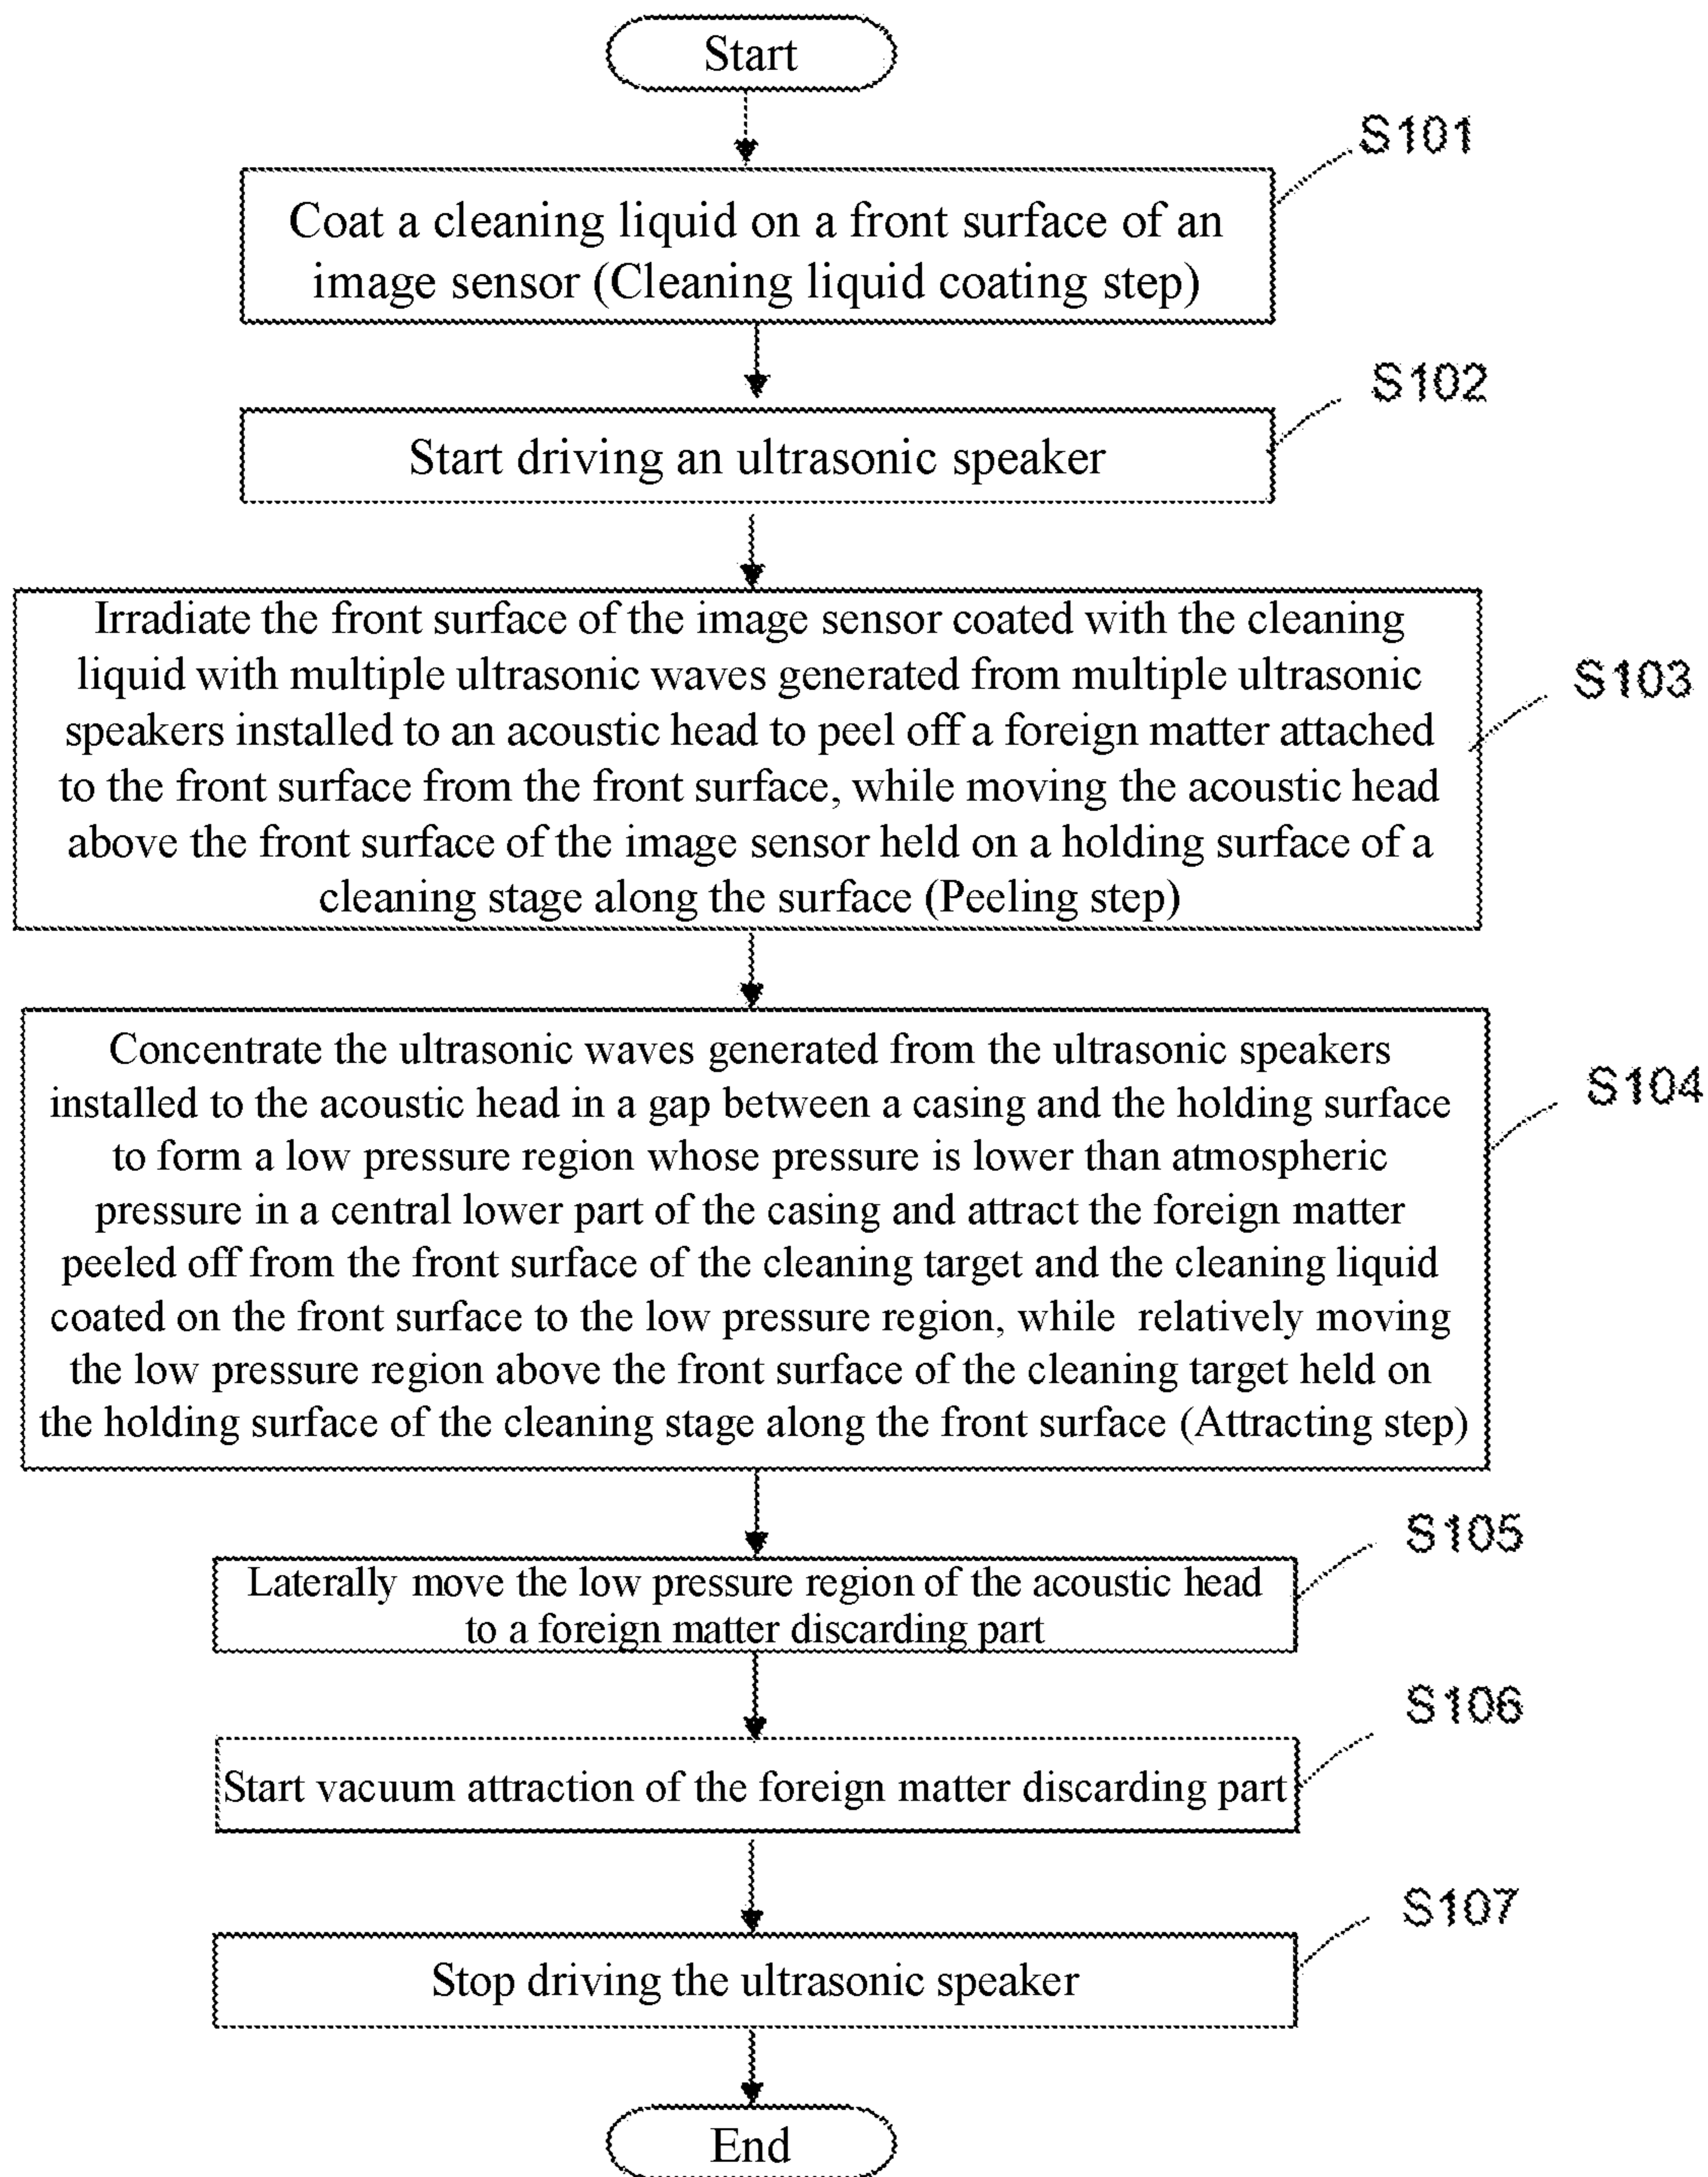 Start
S101
Coat a cleaning liquid on a front surface of an
image sensor (Cleaning liquid coating step)
S102
Start driving an ultrasonic speaker
Irradiate the front surface of the image sensor coated with the cleaning
liquid with multiple ultrasonic waves generated from multiple ultrasonic
S103
speakers installed to an acoustic head to peel off a foreign matter attached
to the front surface from the front surface, while moving the acoustic head
above the front surface of the image sensor held on a holding surface of a
cleaning stage along the surface (Peeling step)
Concentrate the ultrasonic waves generated from the ultrasonic speakers
S104
installed to the acoustic head in a gap between a casing and the holding surface
to form a low pressure region whose pressure is lower than atmospheric
pressure in a central lower part of the casing and attract the foreign matter
peeled off from the front surface of the cleaning target and the cleaning liquid
coated on the front surface to the low pressure region, while relatively moving
the low pressure region above the front surface of the cleaning target held on
the holding surface of the cleaning stage along the front surface (Attracting step)
S105
Laterally move the low pressure region of the acoustic head
to a foreign matter discarding part
S106
Start vacuum attraction of the foreign matter discarding part
S107
Stop driving the ultrasonic speaker
End